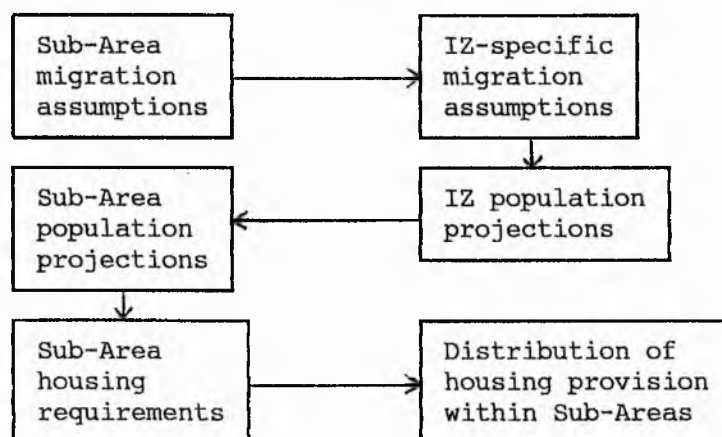 Sub-Area
migration
assumptions
IZ-specific
migration
assumptions
Sub-Area
population
projections
IZ population
projections
Sub-Area
housing
requirements
Distribution of
housing provision
within Sub-Areas